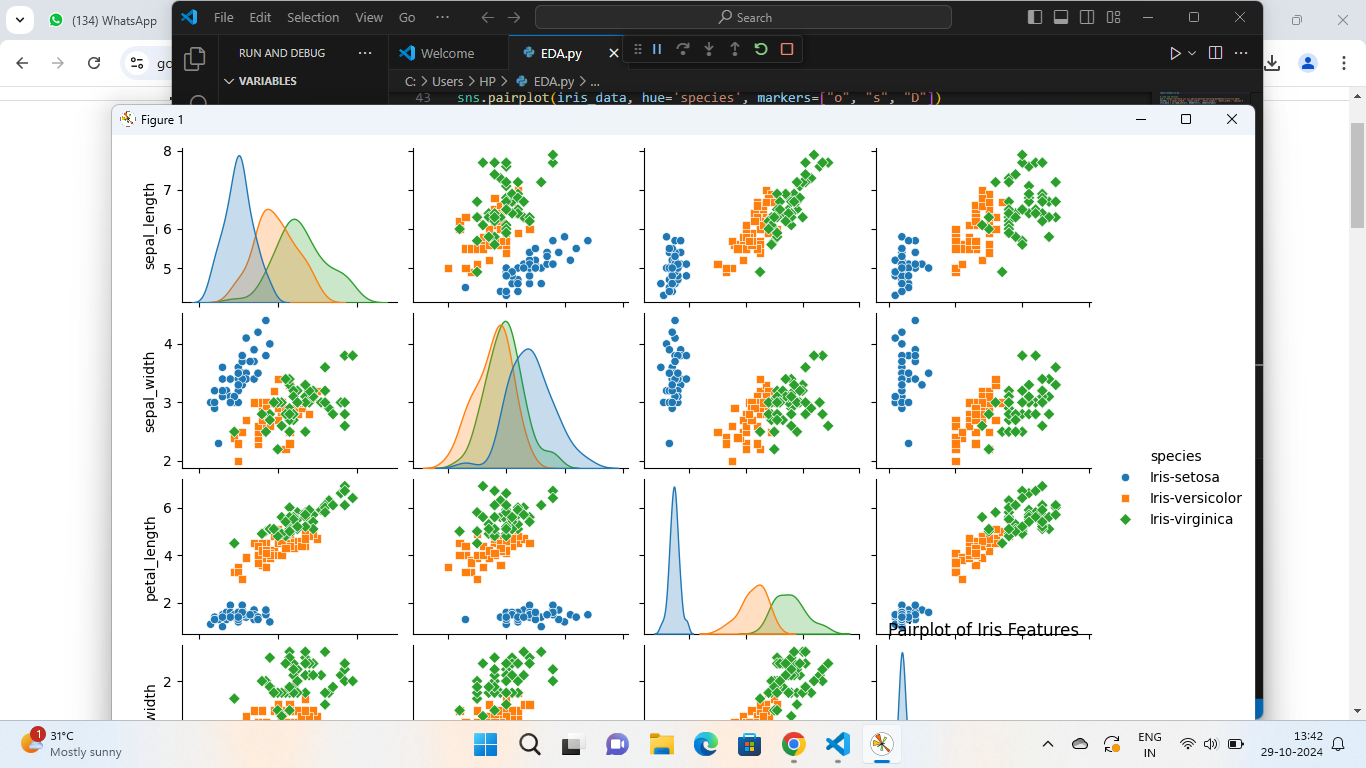 (134) WhatsApp
File Edit Selection View Go Search
RUN AND DEBUG Welcome EDA.py
go
VARIABLES C: > Users > HP > EDA.py > ...
43 sns.pairplot(iris_data, hue='species', markers=["o", "s", "D"])
Figure 1
8
7
6
5
sepal_length
4
3
2
sepal_width
6
4
2
petal_length
2
width
species
Iris-setosa
Iris-versicolor
Iris-virginica
Pairplot of Iris Features
1
31°C
Mostly sunny
ENG
IN
13:42
29-10-2024